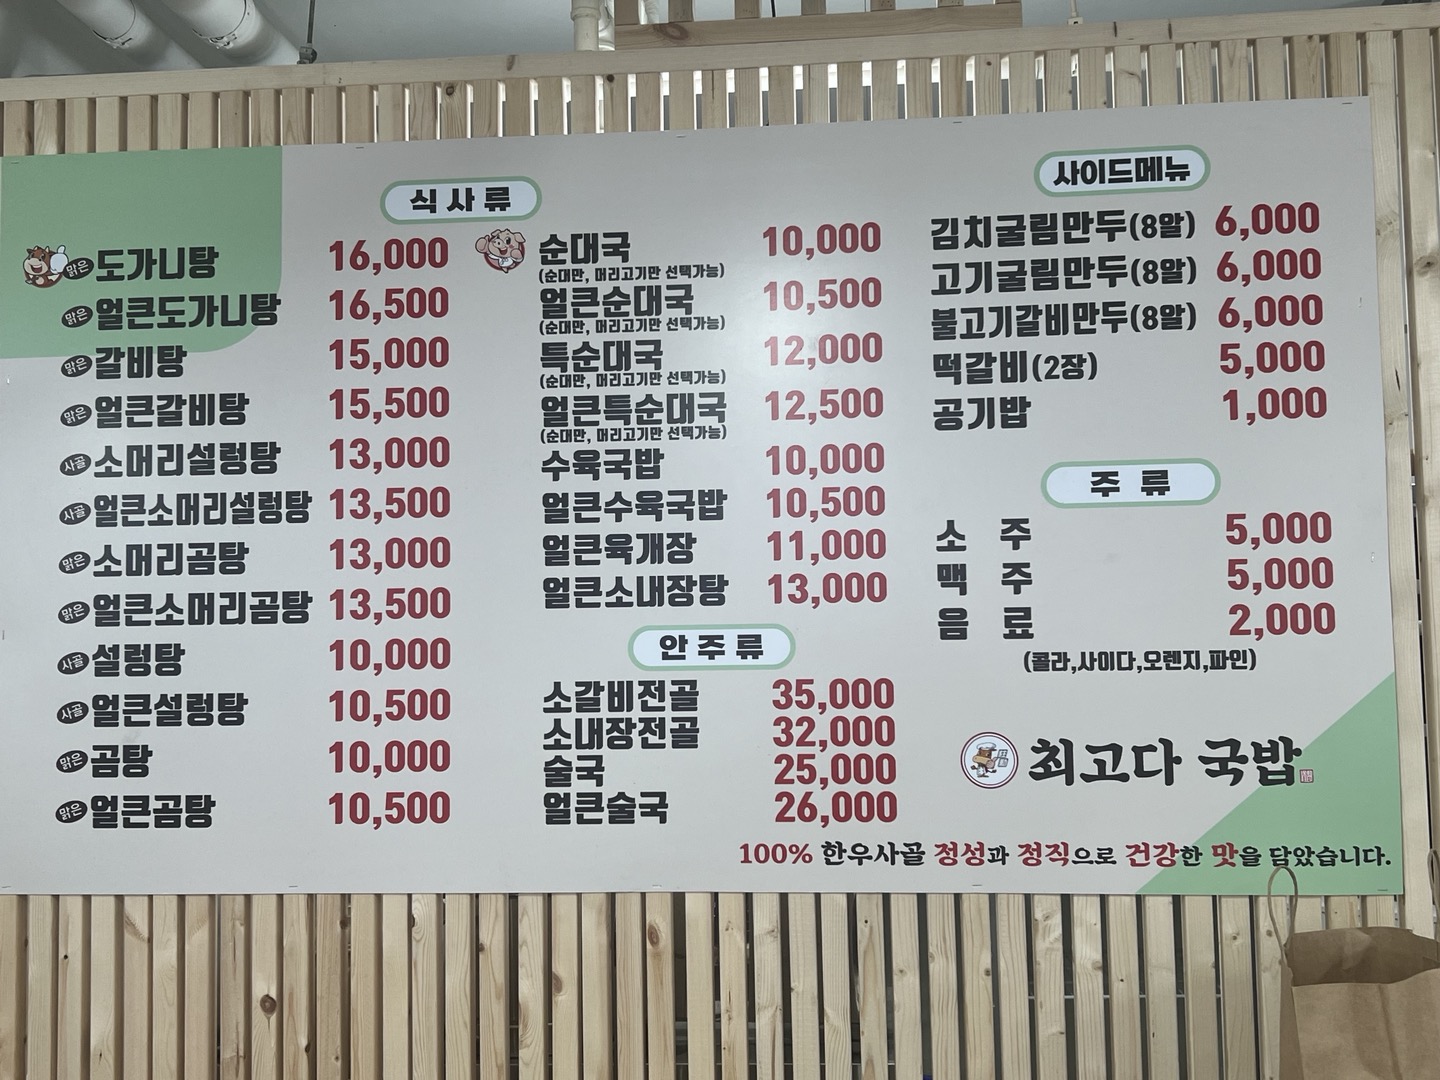 식사류
맑은 도가니탕 16,000
맑은 얼큰도가니탕 16,500
맑은 갈비탕 15,000
맑은 얼큰갈비탕 15,500
사골 소머리설렁탕 13,000
사골 얼큰소머리설렁탕 13,500
맑은 소머리곰탕 13,000
맑은 얼큰소머리곰탕 13,500
사골 설렁탕 10,000
사골 얼큰설렁탕 10,500
맑은 곰탕 10,000
맑은 얼큰곰탕 10,500
순대국 10,000
(순대만, 머리고기만 선택가능)
얼큰순대국 10,500
(순대만, 머리고기만 선택가능)
특순대국 12,000
(순대만, 머리고기만 선택가능)
얼큰특순대국 12,500
(순대만, 머리고기만 선택가능)
수육국밥 10,000
얼큰수육국밥 10,500
얼큰육개장 11,000
얼큰소내장탕 13,000
안주류
소갈비전골 35,000
소내장전골 32,000
술국 25,000
얼큰술국 26,000
사이드메뉴
김치굴림만두(8알) 6,000
고기굴림만두(8알) 6,000
불고기갈비만두(8알) 6,000
떡갈비(2장) 5,000
공기밥 1,000
주류
소주 5,000
맥주 5,000
음료 2,000
(콜라,사이다,오렌지,파인)
최고다 국밥
100% 한우사골 정성과 정직으로 건강한 맛을 담았습니다.